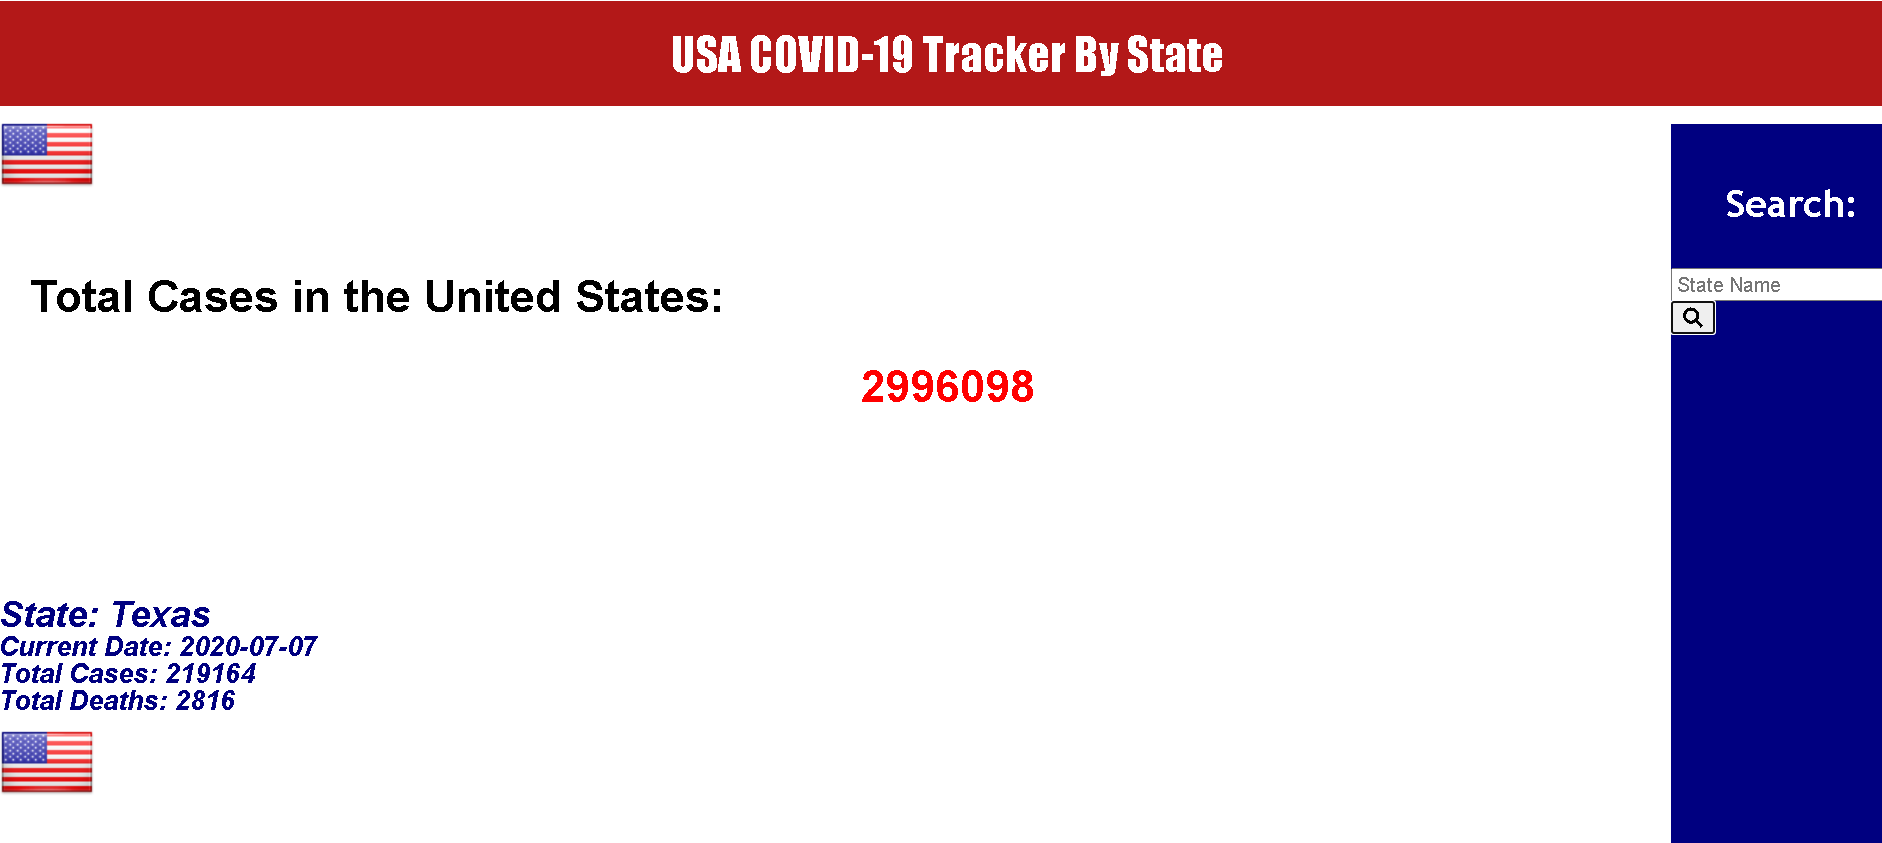 USA COVID-19 Tracker By State
Search:
State Name
Total Cases in the United States:
2996098
State: Texas
Current Date: 2020-07-07
Total Cases: 219164
Total Deaths: 2816